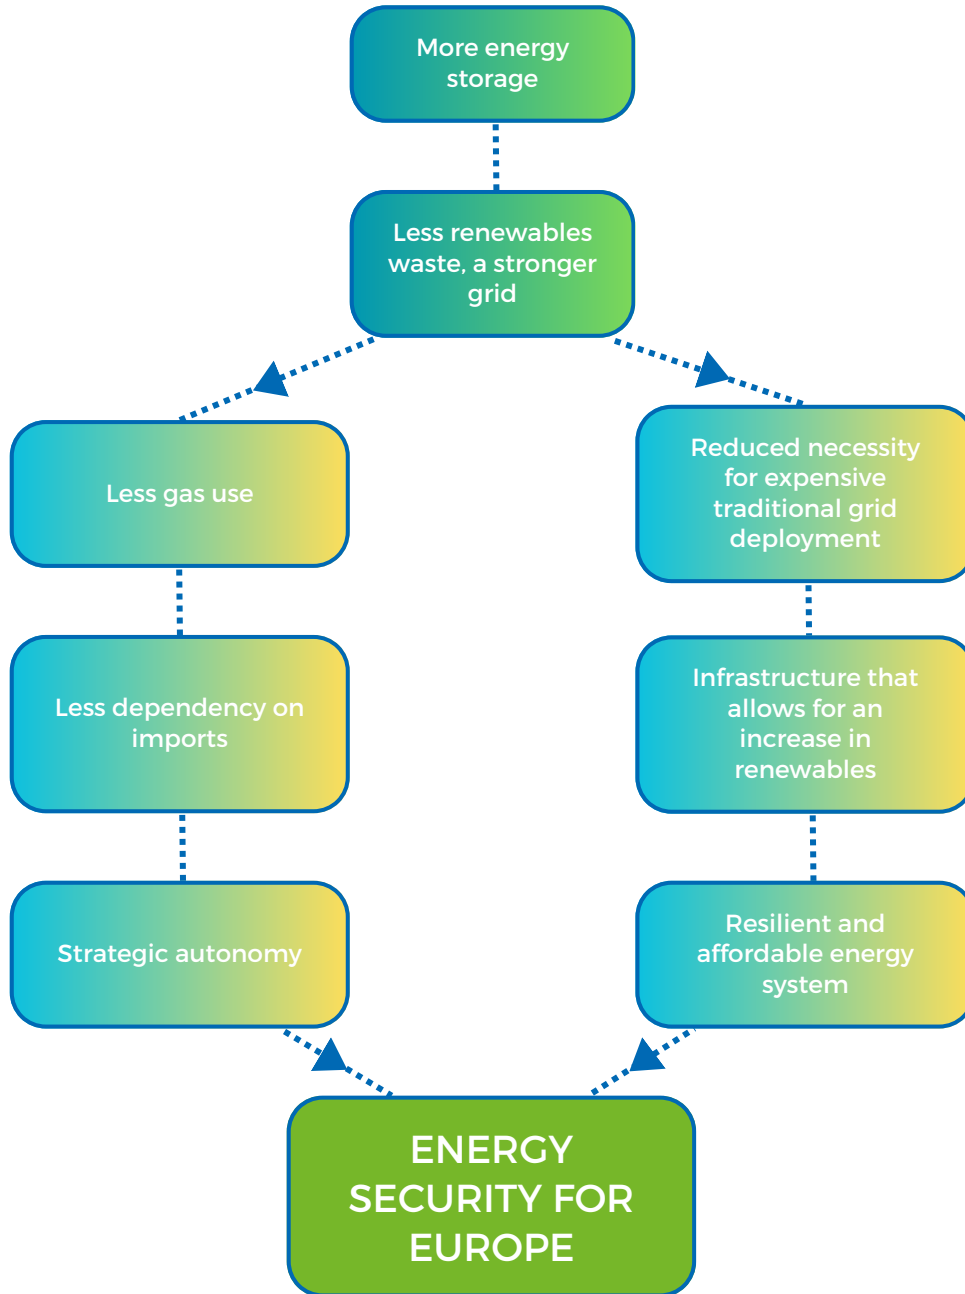 More energy
storage
Less renewables
waste, a stronger
grid
Less gas use
Less dependency on
imports
Strategic autonomy
Reduced necessity
for expensive
traditional grid
deployment
Infrastructure that
allows for an
increase in
renewables
Resilient and
affordable energy
system
ENERGY
SECURITY FOR
EUROPE